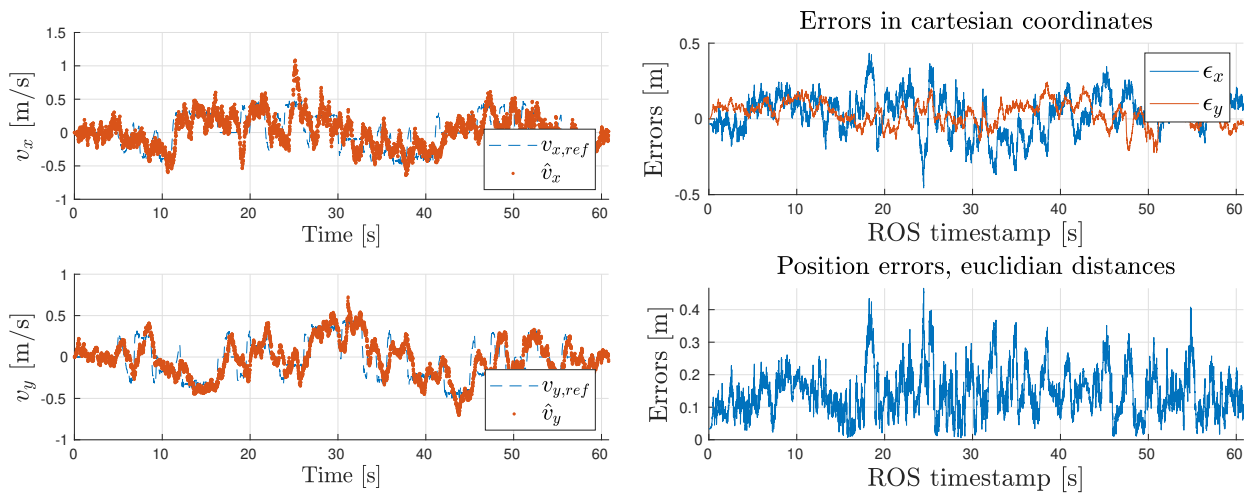 1.5
1
0.5
0
-0.5
-1
v_x [m/s]
v_{x,ref}
v̂_x
0 10 20 30 40 50 60
Time [s]
1
0.5
0
-0.5
-1
v_y [m/s]
v_{y,ref}
v̂_y
0 10 20 30 40 50 60
Time [s]
Errors in cartesian coordinates
0.5
0
-0.5
Errors [m]
ϵ_x
ϵ_y
0 10 20 30 40 50 60
ROS timestamp [s]
Position errors, euclidian distances
0.4
0.3
0.2
0.1
0
Errors [m]
0 10 20 30 40 50 60
ROS timestamp [s]